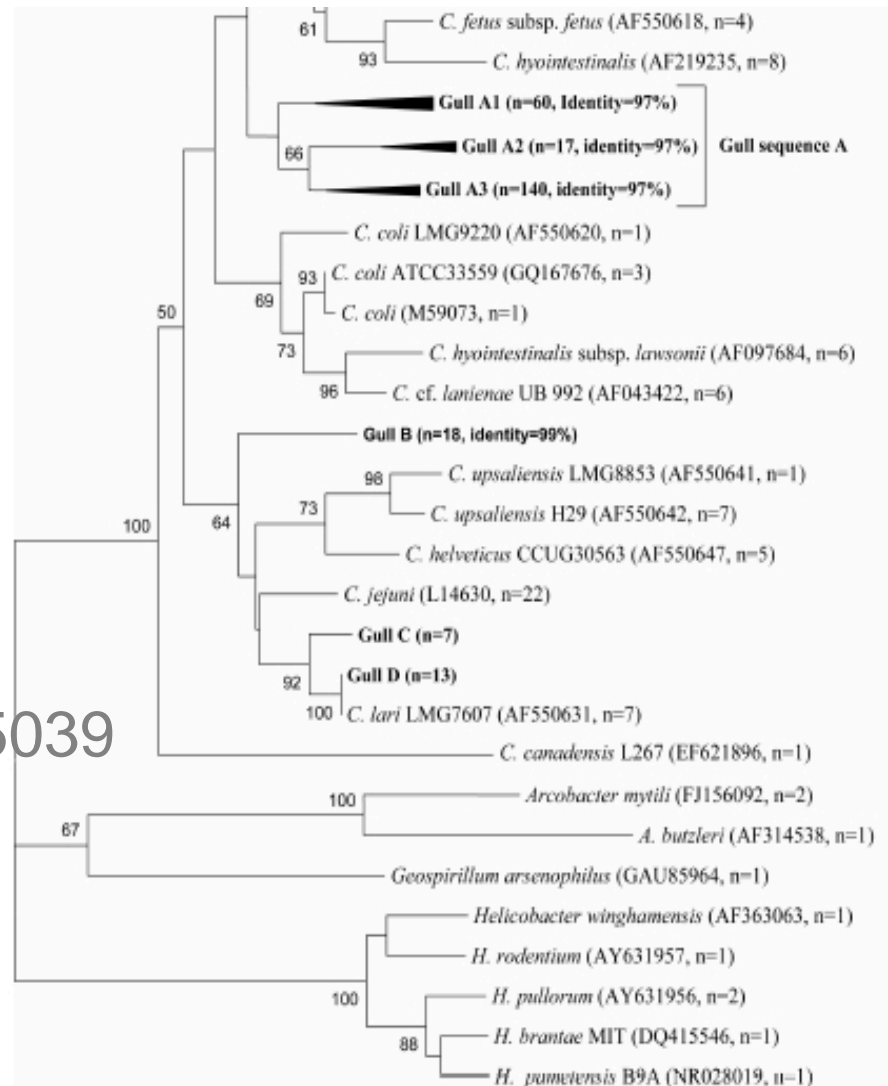 61
C. fetus subsp. fetus (AF550618, n=4)
93
C. hyointestinalis (AF219235, n=8)
Gull A1 (n=60, Identity=97%)
66
Gull A2 (n=17, identity=97%)
Gull sequence A
Gull A3 (n=140, identity=97%)
C. coli LMG9220 (AF550620, n=1)
93
C. coli ATCC33559 (GQ167676, n=3)
69
50
C. coli (M59073, n=1)
73
C. hyointestinalis subsp. lawsonii (AF097684, n=6)
96
C. cf. lanienae UB 992 (AF043422, n=6)
Gull B (n=18, identity=99%)
98
C. upsaliensis LMG8853 (AF550641, n=1)
73
100
64
C. upsaliensis H29 (AF550642, n=7)
C. helveticus CCUG30563 (AF550647, n=5)
C. jejuni (L14630, n=22)
Gull C (n=7)
92
Gull D (n=13)
100
C. lari LMG7607 (AF550631, n=7)
5039
C. canadensis L267 (EF621896, n=1)
100
Arcobacter mytili (FJ156092, n=2)
67
A. butzleri (AF314538, n=1)
Geospirillum arsenophilus (GAU85964, n=1)
Helicobacter winghamensis (AF363063, n=1)
H. rodentium (AY631957, n=1)
100
H. pullorum (AY631956, n=2)
88
H. brantae MIT (DQ415546, n=1)
H. pametensis B9A (NR028019, n=1)